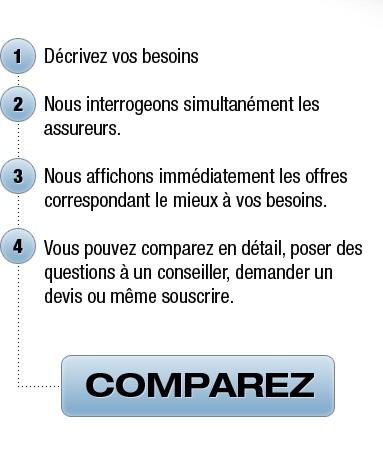 1 Décrivez vos besoins
2 Nous interrogeons simultanément les
assureurs.
3 Nous affichons immédiatement les offres
correspondant le mieux à vos besoins.
4 Vous pouvez comparez en détail, poser des
questions à un conseiller, demander un
devis ou même souscrire.
COMPAREZ